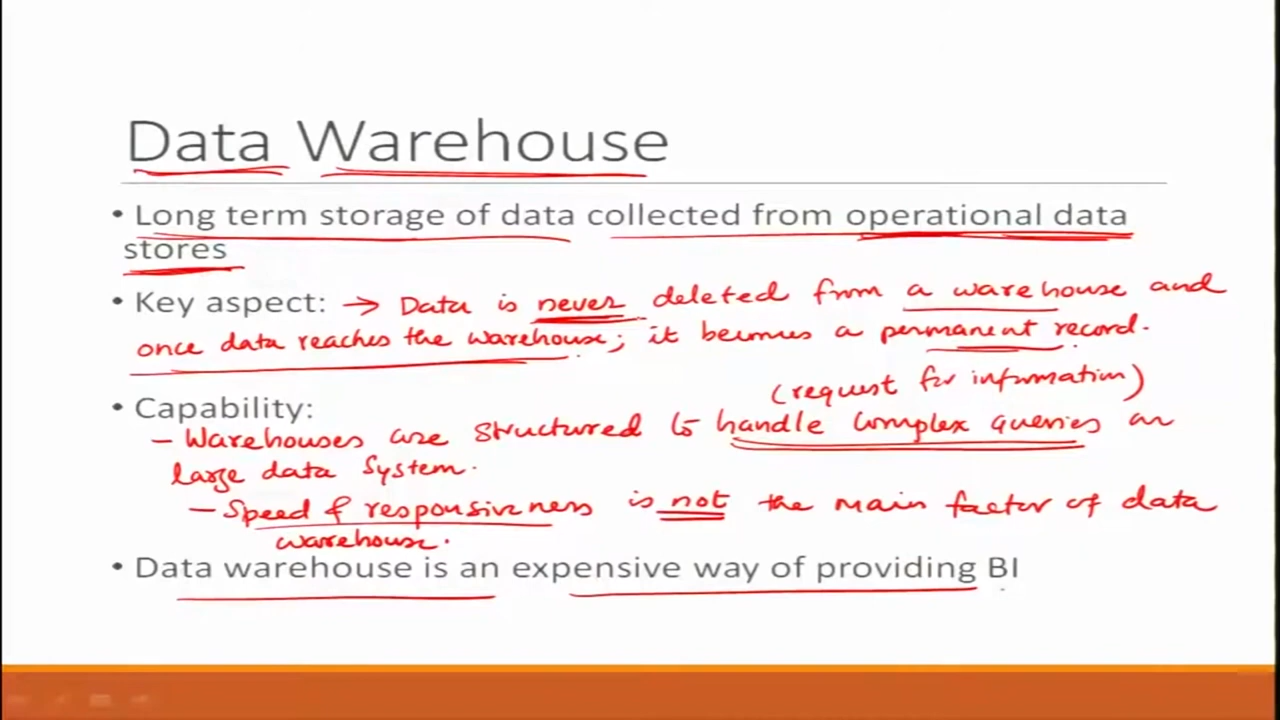 Data Warehouse
• Long term storage of data collected from operational data
stores
• Key aspect: → Data is never deleted from a warehouse and
once data reaches the warehouse; it becomes a permanent record.
(request for information)
• Capability:
– Warehouses are structured to handle complex queries on
large data system.
– Speed & responsiveness is not the main factor of data
warehouse.
• Data warehouse is an expensive way of providing BI